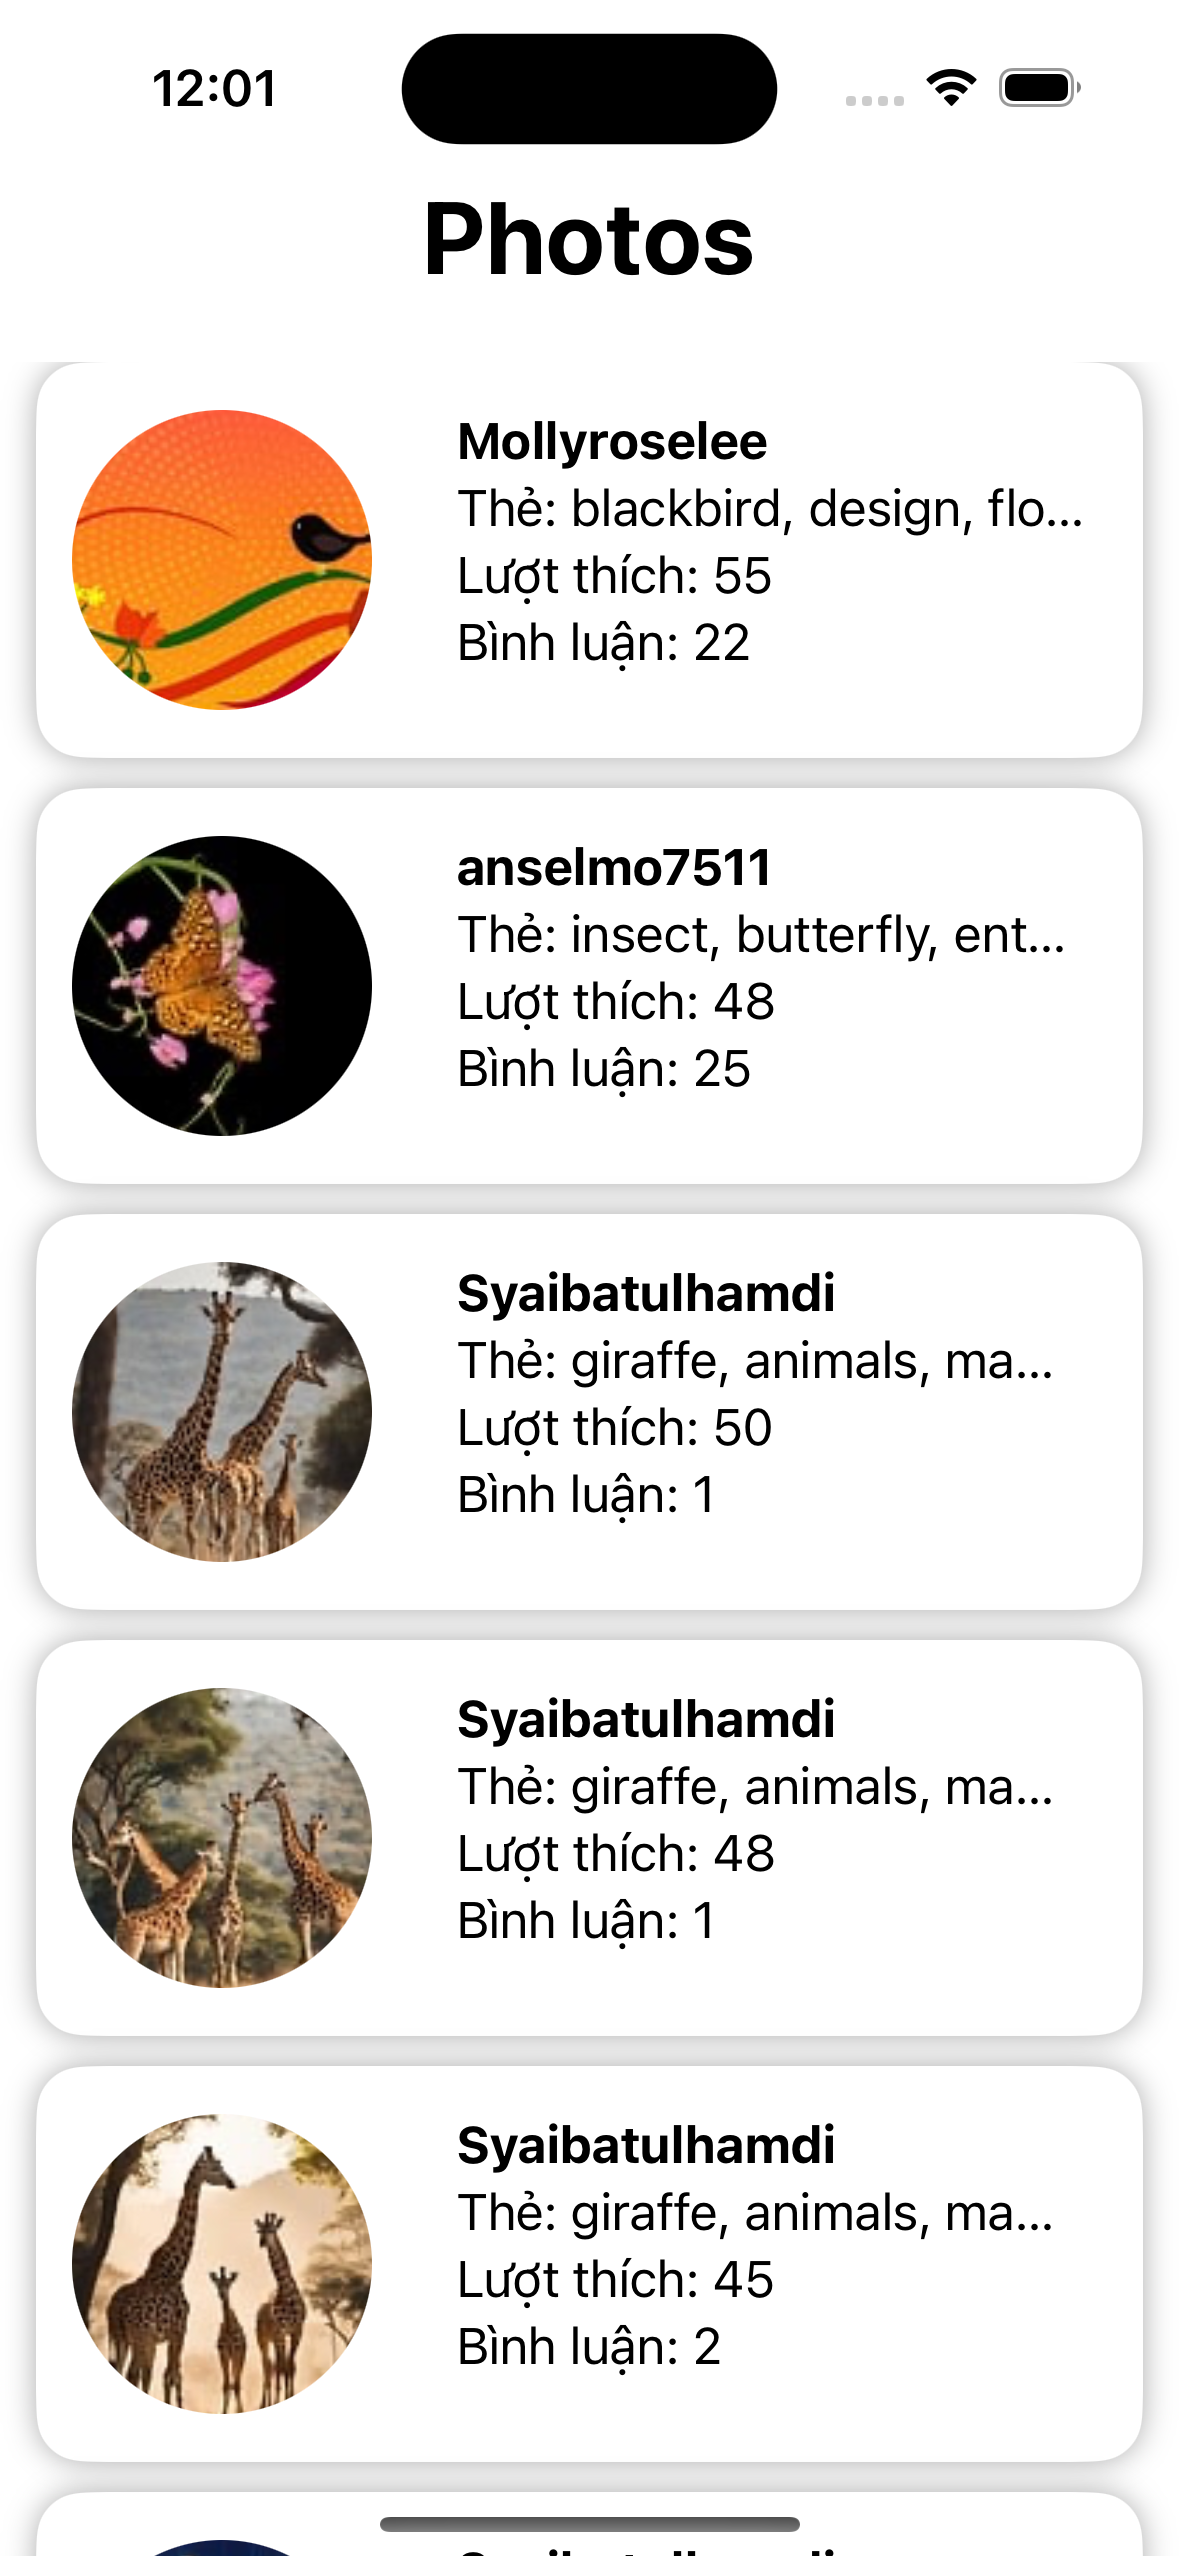 12:01
Photos
Mollyroselee
Thẻ: blackbird, design, flo...
Lượt thích: 55
Bình luận: 22
anselmo7511
Thẻ: insect, butterfly, ent...
Lượt thích: 48
Bình luận: 25
Syaibatulhamdi
Thẻ: giraffe, animals, ma...
Lượt thích: 50
Bình luận: 1
Syaibatulhamdi
Thẻ: giraffe, animals, ma...
Lượt thích: 48
Bình luận: 1
Syaibatulhamdi
Thẻ: giraffe, animals, ma...
Lượt thích: 45
Bình luận: 2